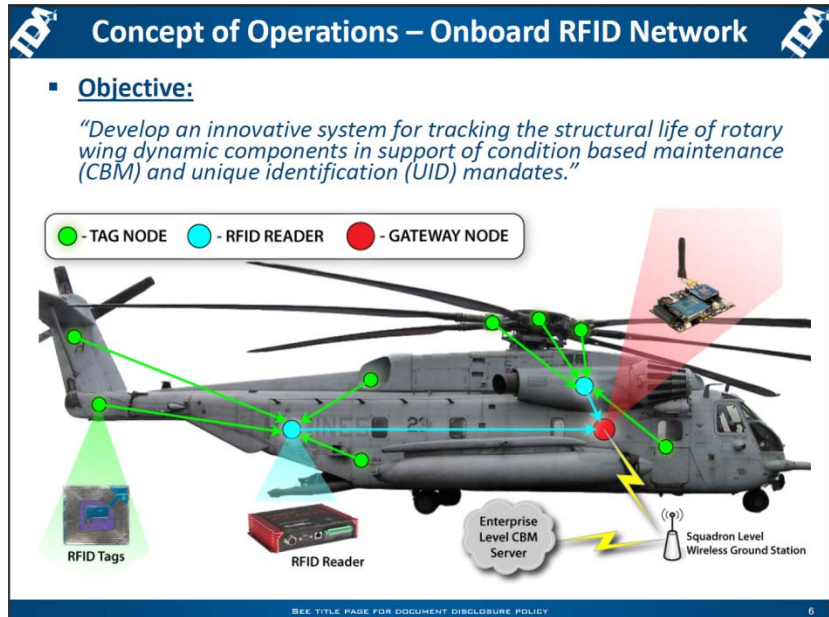 TDA
Concept of Operations – Onboard RFID Network
TDA
▪ Objective:
“Develop an innovative system for tracking the structural life of rotary
wing dynamic components in support of condition based maintenance
(CBM) and unique identification (UID) mandates.”
- TAG NODE - RFID READER - GATEWAY NODE
RFID Tags
RFID Reader
Enterprise
Level CBM
Server
Squadron Level
Wireless Ground Station
SEE TITLE PAGE FOR DOCUMENT DISCLOSURE POLICY
6